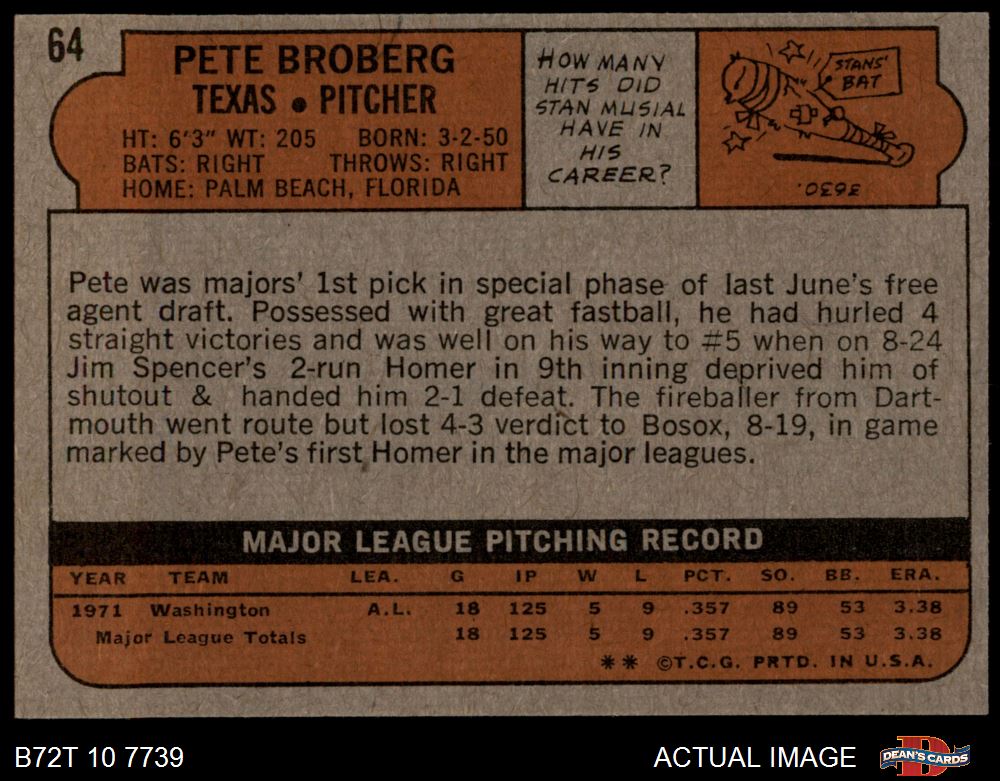 64
PETE BROBERG
TEXAS • PITCHER
HT: 6'3" WT: 205 BORN: 3-2-50
BATS: RIGHT THROWS: RIGHT
HOME: PALM BEACH, FLORIDA
HOW MANY
HITS DID
STAN MUSIAL
HAVE IN
HIS
CAREER?
STANS'
BAT
3630.
Pete was majors' 1st pick in special phase of last June's free
agent draft. Possessed with great fastball, he had hurled 4
straight victories and was well on his way to #5 when on 8-24
Jim Spencer's 2-run Homer in 9th inning deprived him of
shutout & handed him 2-1 defeat. The fireballer from Dart-
mouth went route but lost 4-3 verdict to Bosox, 8-19, in game
marked by Pete's first Homer in the major leagues.
MAJOR LEAGUE PITCHING RECORD
YEAR TEAM LEA. G IP W L PCT. SO. BB. ERA.
1971 Washington A.L. 18 125 5 9 .357 89 53 3.38
Major League Totals 18 125 5 9 .357 89 53 3.38
** ©T.C.G. PRTD. IN U.S.A.
B72T 10 7739 ACTUAL IMAGE DEAN'S CARDS